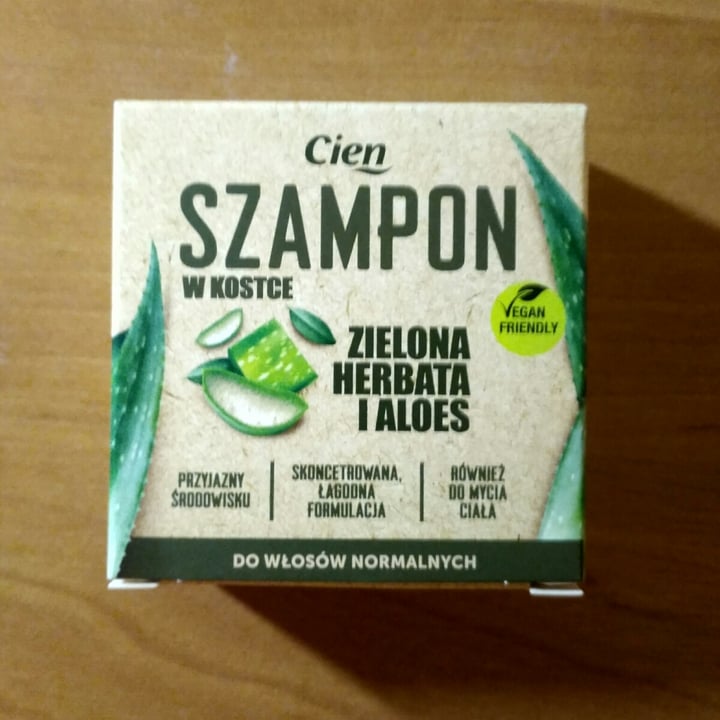 Cien
SZAMPON
W KOSTCE
VEGAN
FRIENDLY
ZIELONA
HERBATA
I ALOES
PRZYJAZNY
ŚRODOWISKU
SKONCETROWANA,
ŁAGODNA
FORMULACJA
RÓWNIEŻ
DO MYCIA
CIAŁA
DO WŁOSÓW NORMALNYCH